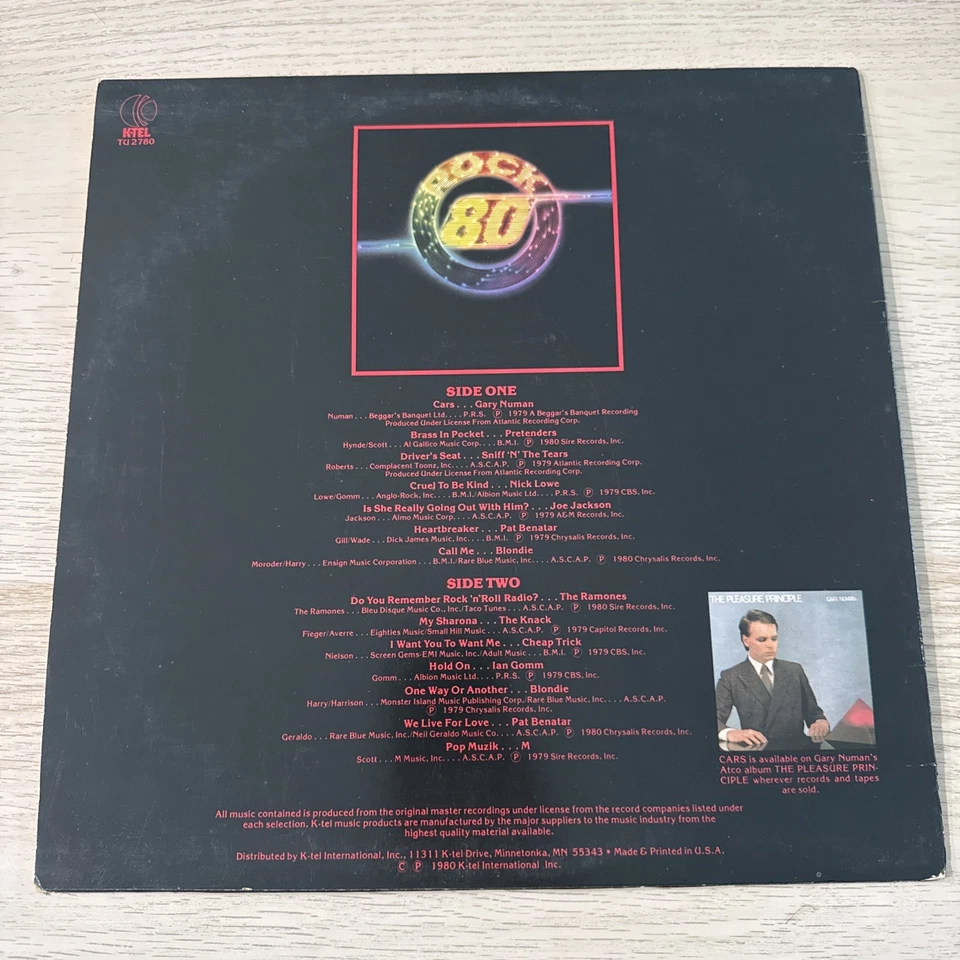 K-TEL
TU 2780
ROCK
80
SIDE ONE
Cars . . . Gary Numan
Numan . . . Beggar's Banquet Ltd. . . . P.R.S. Ⓟ 1979 A Beggar's Banquet Recording
Produced Under License From Atlantic Recording Corp.
Brass In Pocket . . . Pretenders
Hynde/Scott . . . Al Gallico Music Corp. . . . B.M.I. Ⓟ 1980 Sire Records, Inc.
Driver's Seat . . . Sniff 'N' The Tears
Roberts . . . Complacent Toonz, Inc. . . . A.S.C.A.P. Ⓟ 1979 Atlantic Recording Corp.
Produced Under License From Atlantic Recording Corp.
Cruel To Be Kind . . . Nick Lowe
Lowe/Gomm . . . Anglo-Rock, Inc. . . . B.M.I./Albion Music Ltd. . . . P.R.S. Ⓟ 1979 CBS, Inc.
Is She Really Going Out With Him? . . . Joe Jackson
Jackson . . . Almo Music Corp. . . . A.S.C.A.P. Ⓟ 1979 A&M Records, Inc.
Heartbreaker . . . Pat Benatar
Gill/Wade . . . Dick James Music, Inc. . . . B.M.I. Ⓟ 1979 Chrysalis Records, Inc.
Call Me . . . Blondie
Moroder/Harry . . . Ensign Music Corporation . . . B.M.I./Rare Blue Music, Inc. . . . A.S.C.A.P. Ⓟ 1980 Chrysalis Records, Inc.
SIDE TWO
Do You Remember Rock 'n' Roll Radio? . . . The Ramones
The Ramones . . . Bleu Disque Music Co., Inc./Taco Tunes . . . A.S.C.A.P. Ⓟ 1980 Sire Records, Inc.
My Sharona . . . The Knack
Fieger/Averre . . . Eighties Music/Small Hill Music . . . A.S.C.A.P. Ⓟ 1979 Capitol Records, Inc.
I Want You To Want Me . . . Cheap Trick
Nielson . . . Screen Gems-EMI Music, Inc./Adult Music . . . B.M.I. Ⓟ 1979 CBS, Inc.
Hold On . . . Ian Gomm
Gomm . . . Albion Music Ltd. . . . P.R.S. Ⓟ 1979 CBS, Inc.
One Way Or Another . . . Blondie
Harry/Harrison . . . Monster Island Music Publishing Corp./Rare Blue Music, Inc. . . . A.S.C.A.P.
Ⓟ 1979 Chrysalis Records, Inc.
We Live For Love . . . Pat Benatar
Geraldo . . . Rare Blue Music, Inc./Neil Geraldo Music Co. . . . A.S.C.A.P. Ⓟ 1980 Chrysalis Records, Inc.
Pop Muzik . . . M
Scott . . . M Music, Inc. . . . A.S.C.A.P. Ⓟ 1979 Sire Records, Inc.
THE PLEASURE PRINCIPLE GARY NUMAN
CARS is available on Gary Numan's
Atco album THE PLEASURE PRIN-
CIPLE wherever records and tapes
are sold.
All music contained is produced from the original master recordings under license from the record companies listed under
each selection. K-tel music products are manufactured by the major suppliers to the music industry from the
highest quality material available.
Distributed by K-tel International, Inc., 11311 K-tel Drive, Minnetonka, MN 55343 • Made & Printed in U.S.A.
Ⓒ Ⓟ 1980 K-tel International Inc.